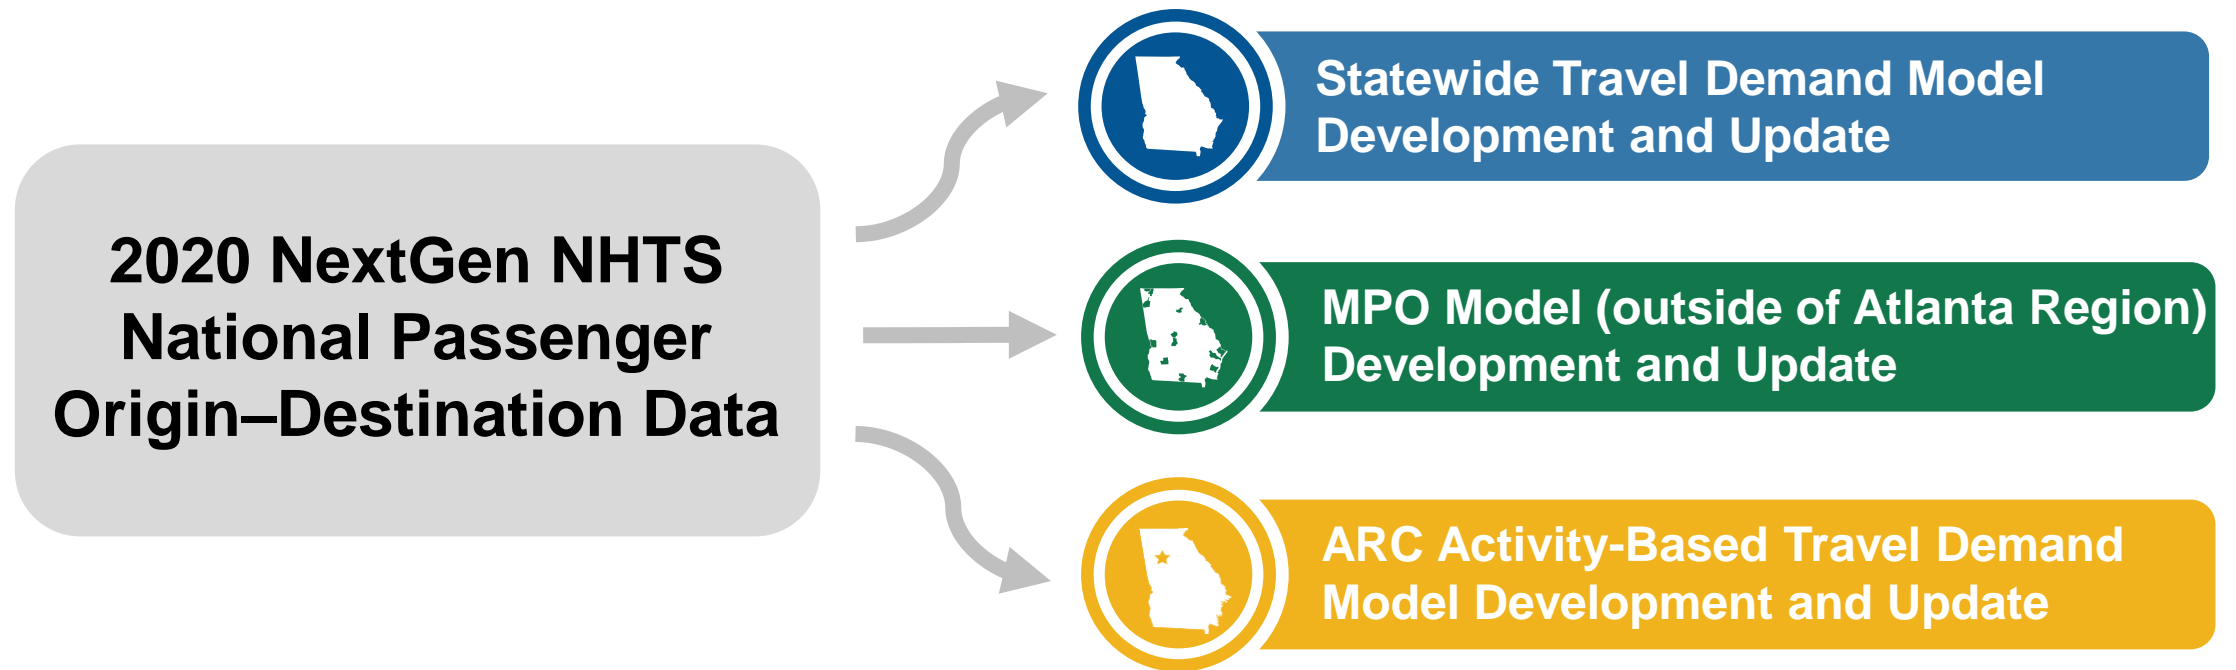 2020 NextGen NHTS
National Passenger
Origin–Destination Data
Statewide Travel Demand Model
Development and Update
MPO Model (outside of Atlanta Region)
Development and Update
ARC Activity-Based Travel Demand
Model Development and Update